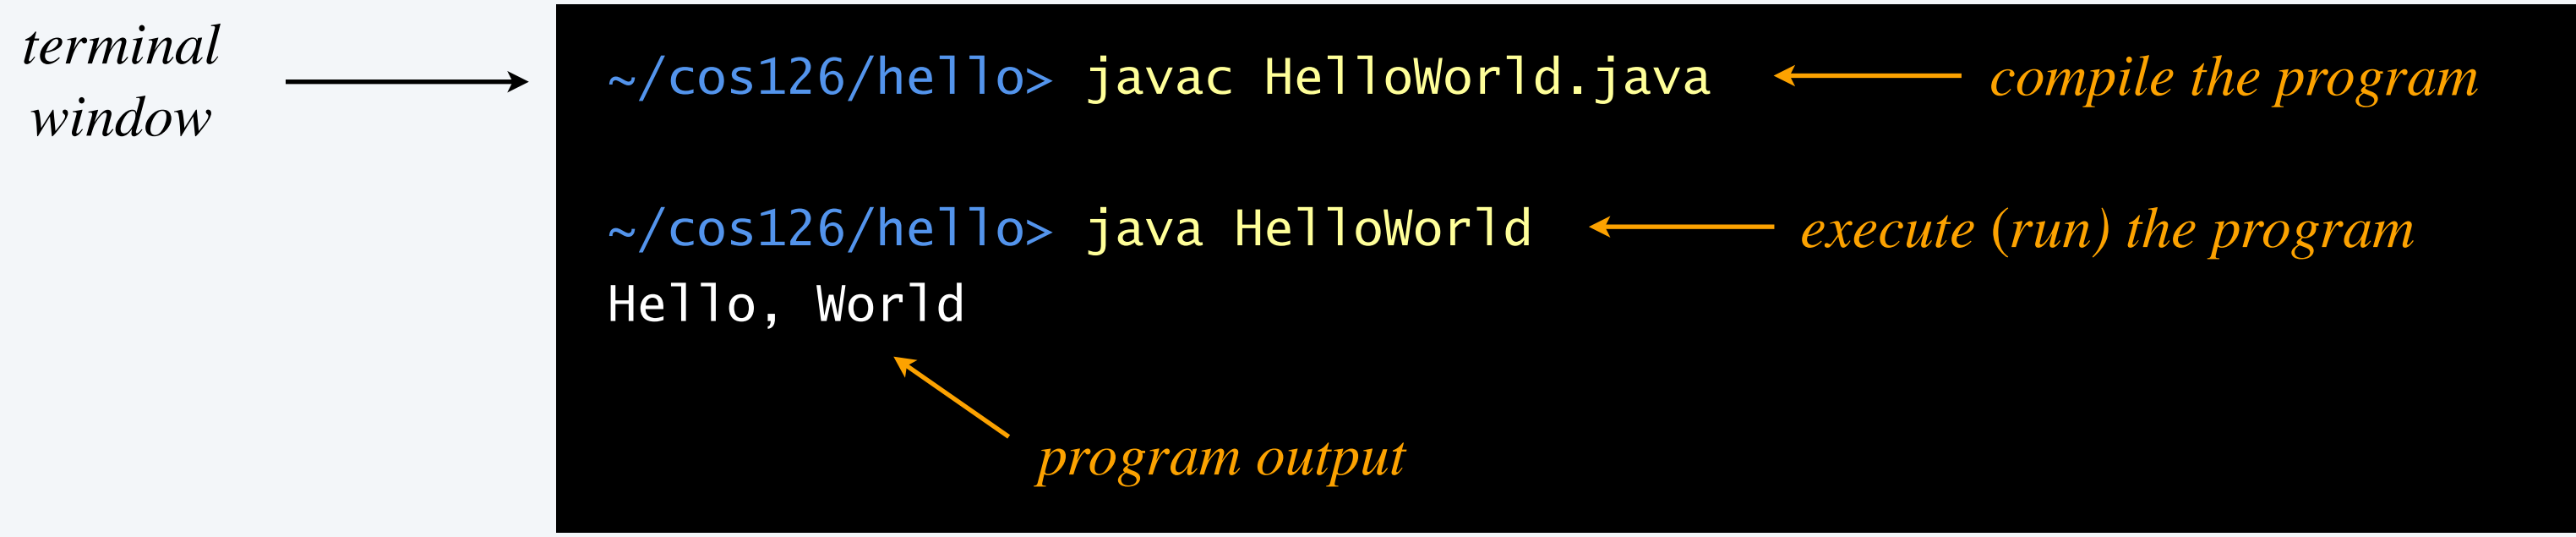 terminal
window
~/cos126/hello> javac HelloWorld.java
compile the program
~/cos126/hello> java HelloWorld
execute (run) the program
Hello, World
program output